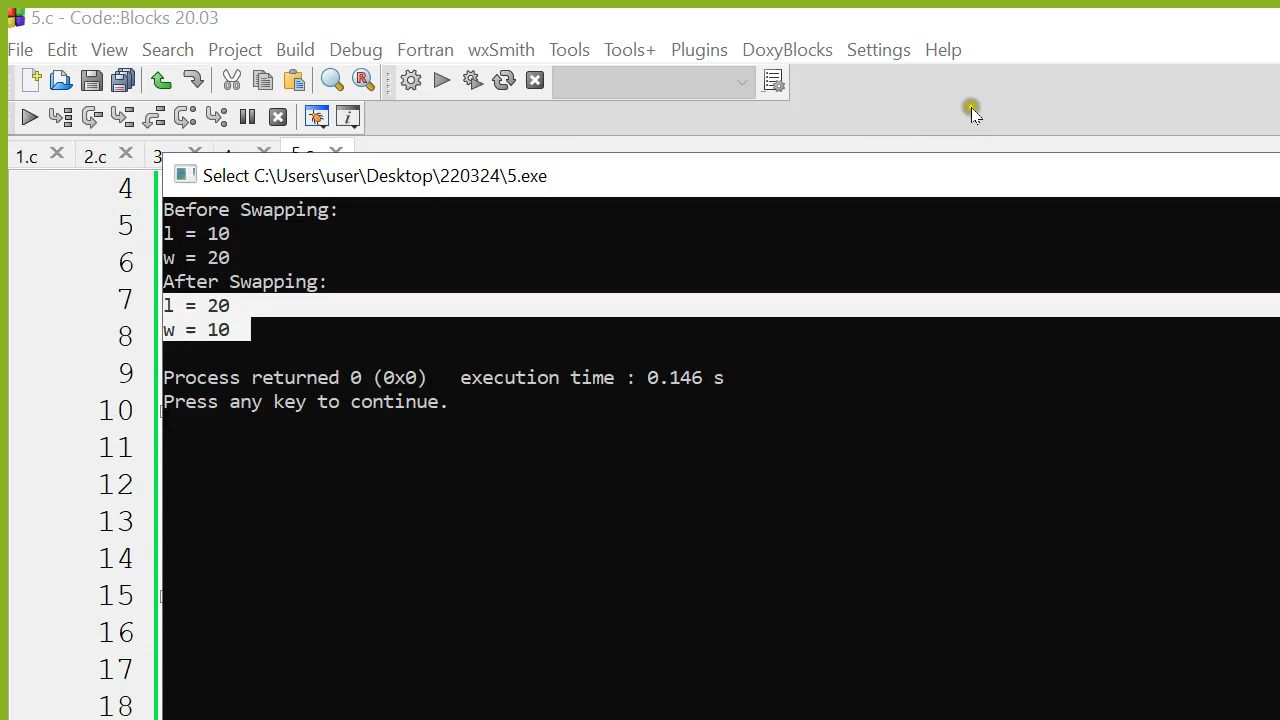 5.c - Code::Blocks 20.03
File Edit View Search Project Build Debug Fortran wxSmith Tools Tools+ Plugins DoxyBlocks Settings Help
1.c 2.c 3
Select C:\Users\user\Desktop\220324\5.exe
4
5
6
7
8
9
10
11
12
13
14
15
16
17
18
Before Swapping:
l = 10
w = 20
After Swapping:
l = 20
w = 10
Process returned 0 (0x0) execution time : 0.146 s
Press any key to continue.